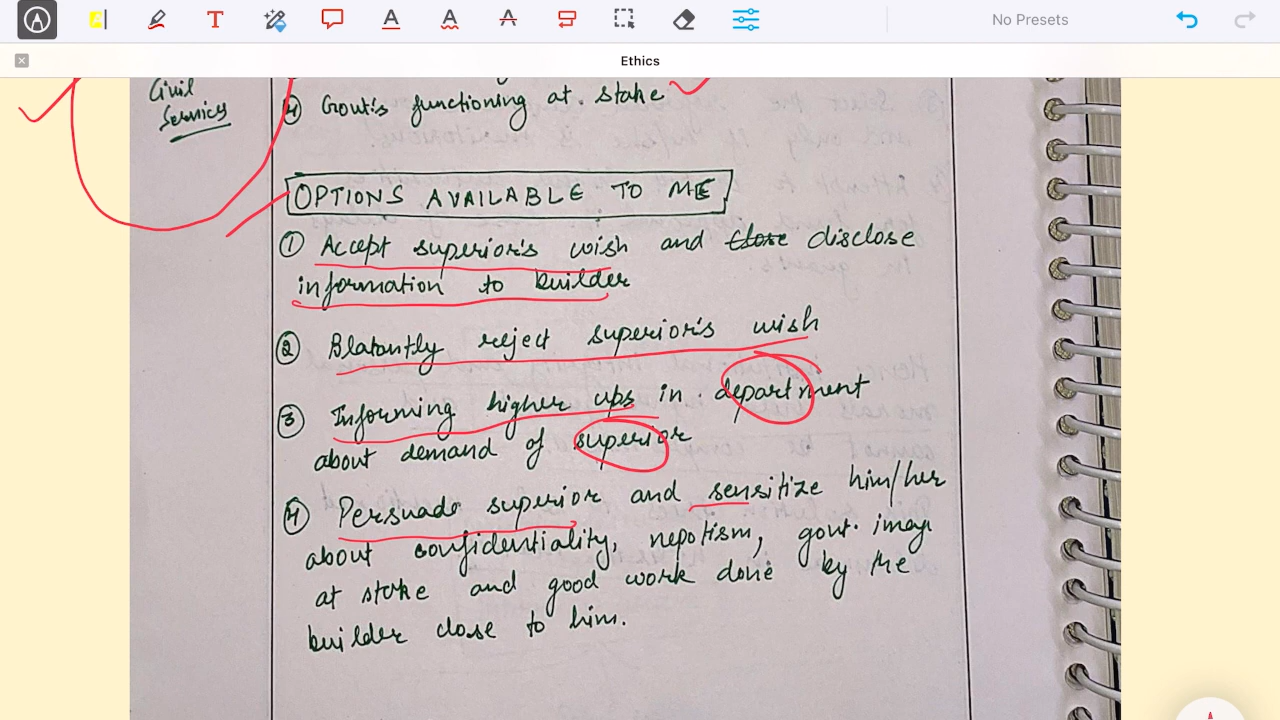 No Presets
Ethics
Civil
Services
④ Govt's functioning at stake
OPTIONS AVAILABLE TO ME
① Accept superior's wish and close disclose
information to builder
② Blatantly reject superior's wish
③ Informing higher ups in department
about demand of superior
④ Persuade superior and sensitize him/her
about confidentiality, nepotism, govt. image
at stake and good work done by the
builder close to him.